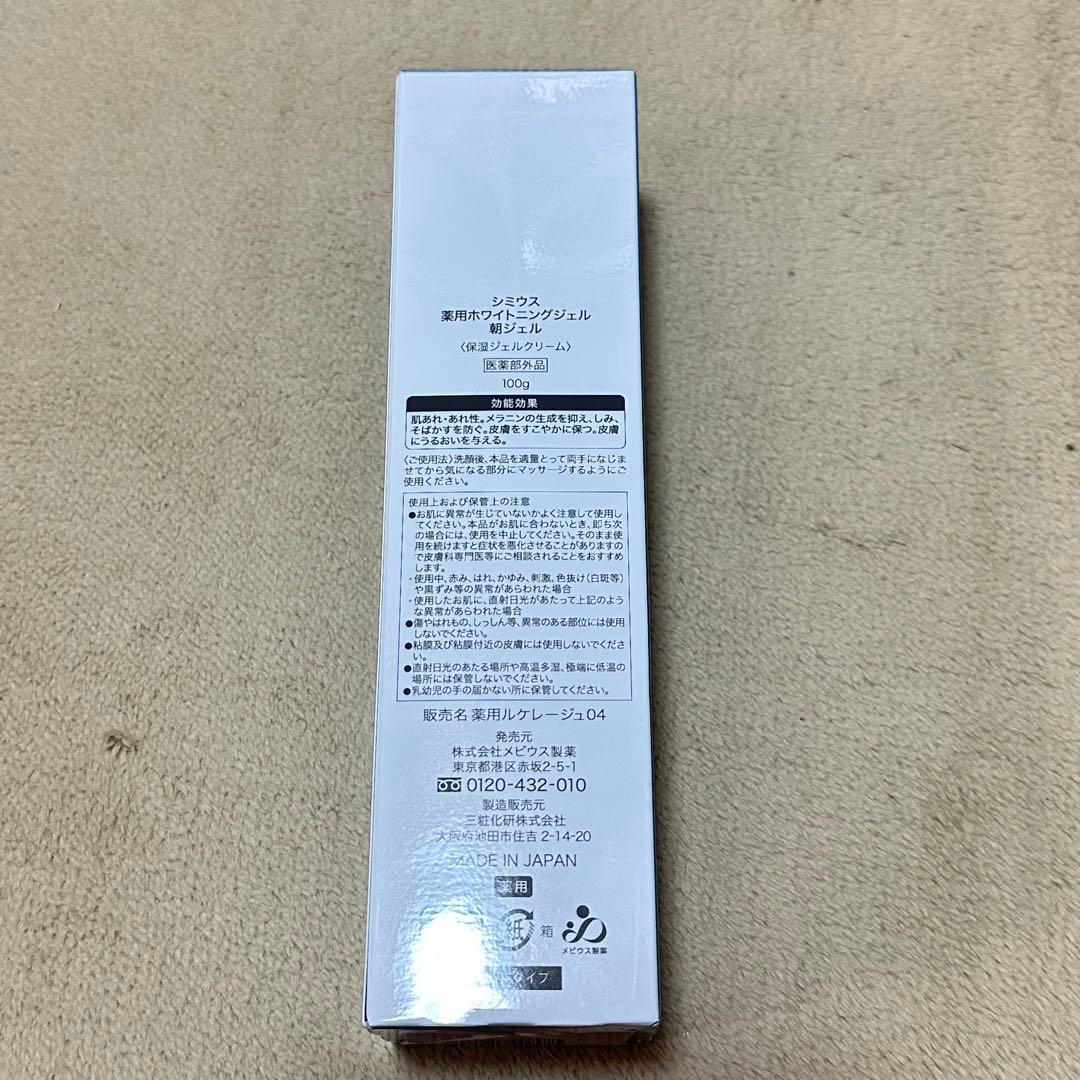 シミウス
薬用ホワイトニングジェル
朝ジェル
〈保湿ジェルクリーム〉
医薬部外品
100g
効能効果
肌あれ・あれ性。メラニンの生成を抑え、しみ、
そばかすを防ぐ。皮膚をすこやかに保つ。皮膚
にうるおいを与える。
〈ご使用法〉洗顔後、本品を適量とって両手になじま
せてから気になる部分にマッサージするようにご
使用ください。
使用上および保管上の注意
●お肌に異常が生じていないかよく注意して使用し
てください。本品がお肌に合わないとき、即ち次
の場合には、使用を中止してください。そのまま使
用を続けますと症状を悪化させることがありますの
で皮膚科専門医等にご相談されることをおすすめ
します。
・使用中、赤み、はれ、かゆみ、刺激、色抜け(白斑等)
や黒ずみ等の異常があらわれた場合
・使用したお肌に、直射日光があたって上記のよう
な異常があらわれた場合
●傷やはれもの、しっしん等、異常のある部位には使用
しないでください。
●粘膜及び粘膜付近の皮膚には使用しないでくださ
い。
●直射日光のあたる場所や高温多湿、極端に低温の
場所には保管しないでください。
●乳幼児の手の届かない所に保管してください。
販売名 薬用ルケレージュ04
発売元
株式会社メビウス製薬
東京都港区赤坂2-5-1
0120-432-010
製造販売元
三粧化研株式会社
大阪府池田市住吉 2-14-20
MADE IN JAPAN
薬用
紙 箱
メビウス製薬
タイプ